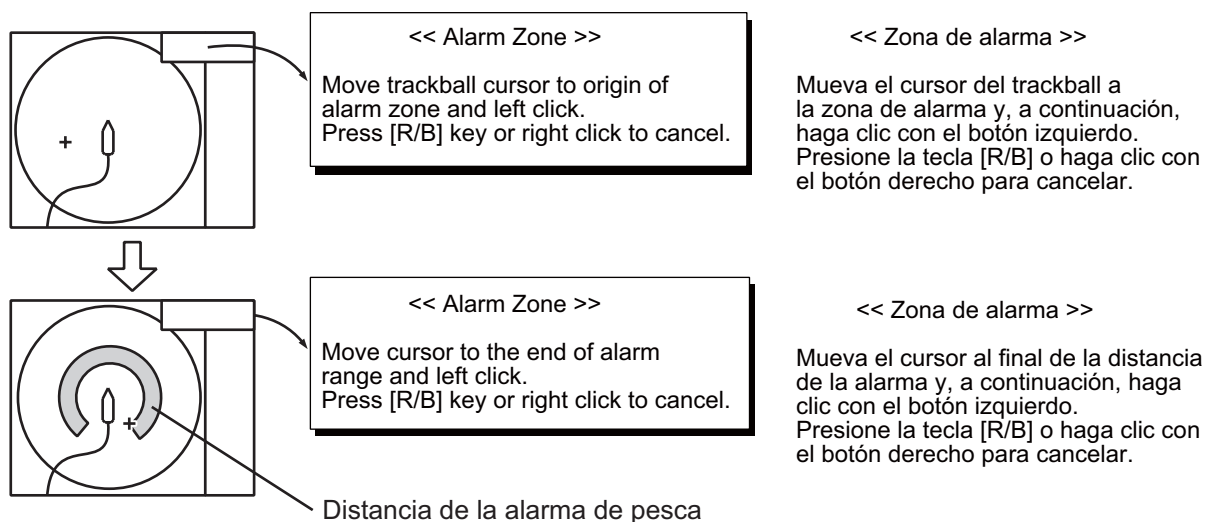 << Alarm Zone >>
Move trackball cursor to origin of
alarm zone and left click.
Press [R/B] key or right click to cancel.
<< Zona de alarma >>
Mueva el cursor del trackball a
la zona de alarma y, a continuación,
haga clic con el botón izquierdo.
Presione la tecla [R/B] o haga clic con
el botón derecho para cancelar.
<< Alarm Zone >>
Move cursor to the end of alarm
range and left click.
Press [R/B] key or right click to cancel.
<< Zona de alarma >>
Mueva el cursor al final de la distancia
de la alarma y, a continuación, haga
clic con el botón izquierdo.
Presione la tecla [R/B] o haga clic con
el botón derecho para cancelar.
Distancia de la alarma de pesca